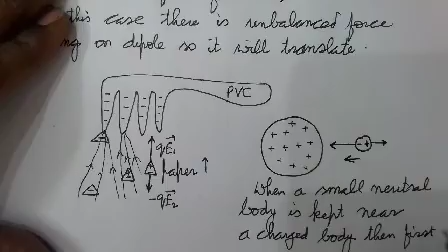 this case there is unbalanced force
ng on dipole so it will translate.
PVC
qE₁
paper ↑
-qE₂
When a small neutral
body is kept near
a charged body then first